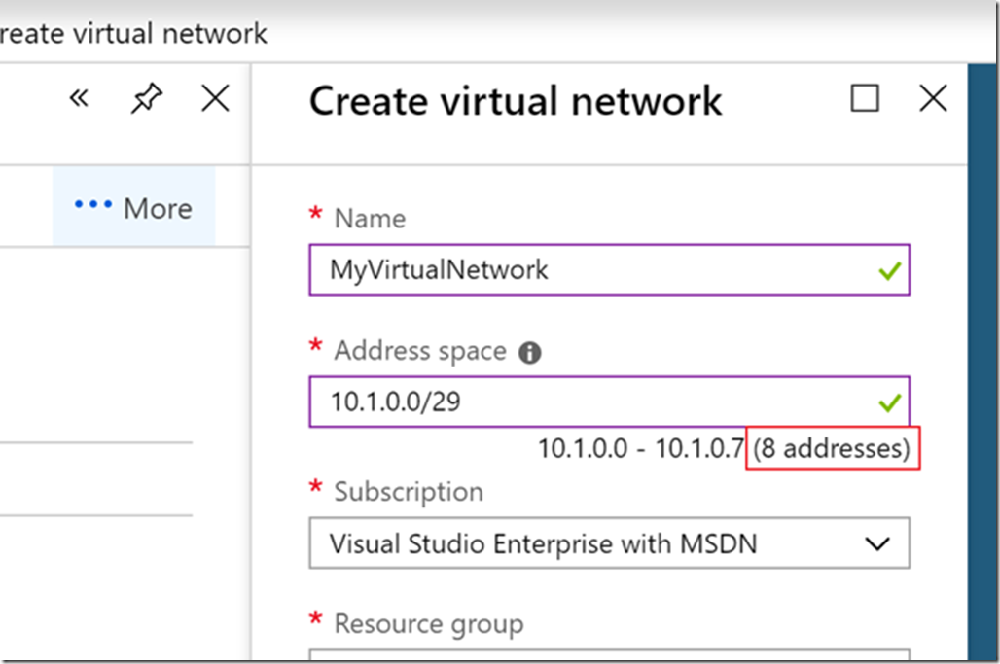 reate virtual network
Create virtual network
••• More
* Name
MyVirtualNetwork
* Address space
10.1.0.0/29
10.1.0.0 - 10.1.0.7 (8 addresses)
* Subscription
Visual Studio Enterprise with MSDN
* Resource group